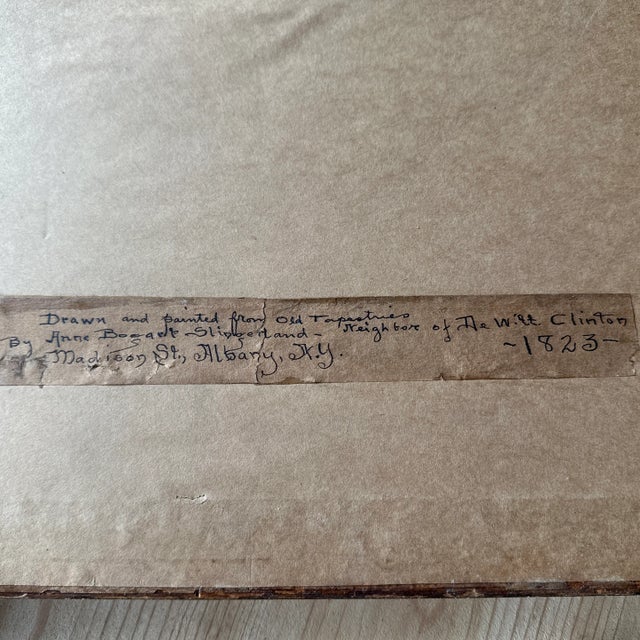 Drawn and painted from Old Tapestries
By Anne Bogart Slingerland - Neighbor of De Witt Clinton
Madison St., Albany, N.Y. ~1823~